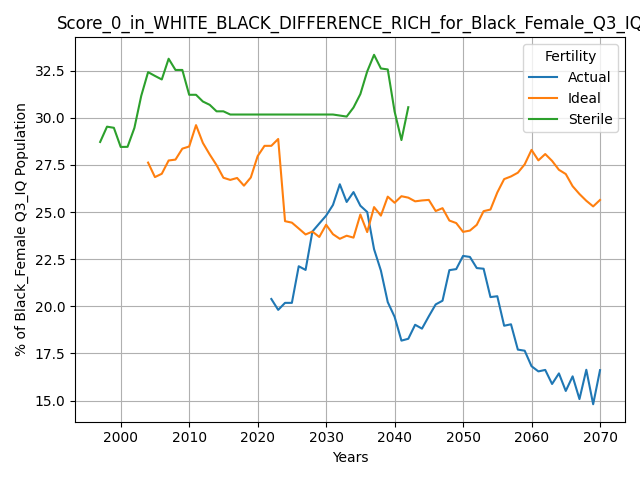 Score_0_in_WHITE_BLACK_DIFFERENCE_RICH_for_Black_Female_Q3_IQ
Fertility
Actual
Ideal
Sterile
% of Black_Female Q3_IQ Population
32.5
30.0
27.5
25.0
22.5
20.0
17.5
15.0
2000
2010
2020
2030
2040
2050
2060
2070
Years